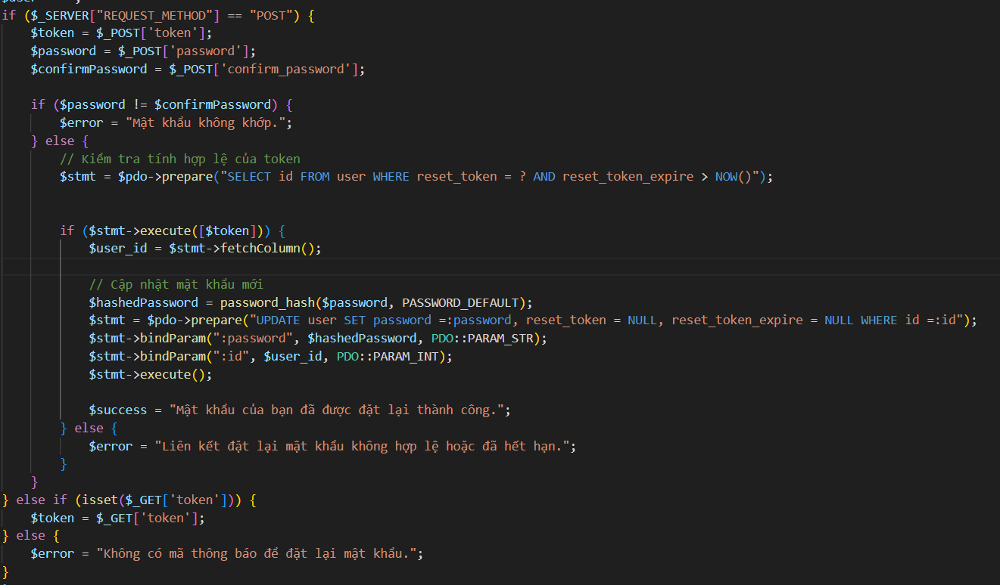 if ($_SERVER["REQUEST_METHOD"] == "POST") {
    $token = $_POST['token'];
    $password = $_POST['password'];
    $confirmPassword = $_POST['confirm_password'];
    if ($password != $confirmPassword) {
        $error = "Mật khẩu không khớp.";
    } else {
        // Kiểm tra tính hợp lệ của token
        $stmt = $pdo->prepare("SELECT id FROM user WHERE reset_token = ? AND reset_token_expire > NOW()");
        if ($stmt->execute([$token])) {
            $user_id = $stmt->fetchColumn();
            // Cập nhật mật khẩu mới
            $hashedPassword = password_hash($password, PASSWORD_DEFAULT);
            $stmt = $pdo->prepare("UPDATE user SET password =:password, reset_token = NULL, reset_token_expire = NULL WHERE id =:id");
            $stmt->bindParam(":password", $hashedPassword, PDO::PARAM_STR);
            $stmt->bindParam(":id", $user_id, PDO::PARAM_INT);
            $stmt->execute();
            $success = "Mật khẩu của bạn đã được đặt lại thành công.";
        } else {
            $error = "Liên kết đặt lại mật khẩu không hợp lệ hoặc đã hết hạn.";
        }
    }
} else if (isset($_GET['token'])) {
    $token = $_GET['token'];
} else {
    $error = "Không có mã thông báo để đặt lại mật khẩu.";
}